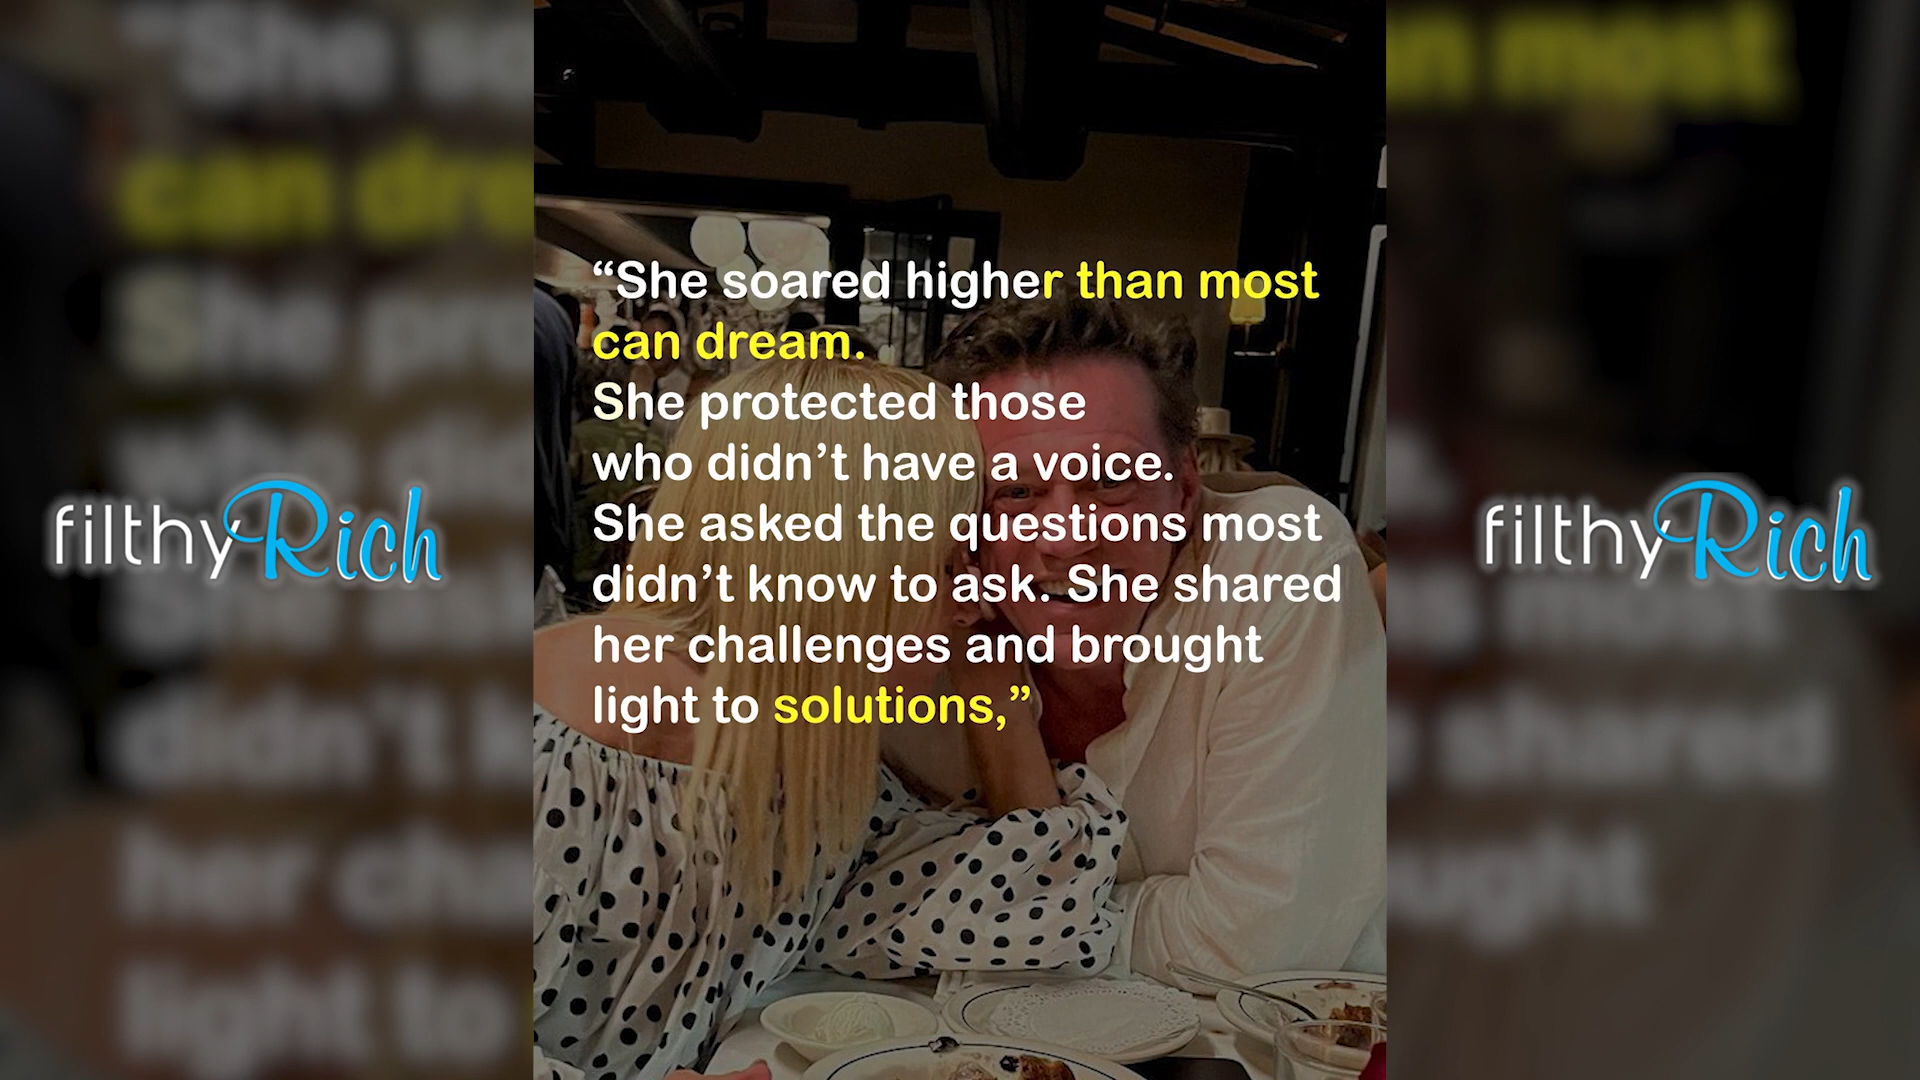 “She soared higher than most
can dream.
She protected those
who didn’t have a voice.
She asked the questions most
didn’t know to ask. She shared
her challenges and brought
light to solutions,”
filthyRich
filthyRich